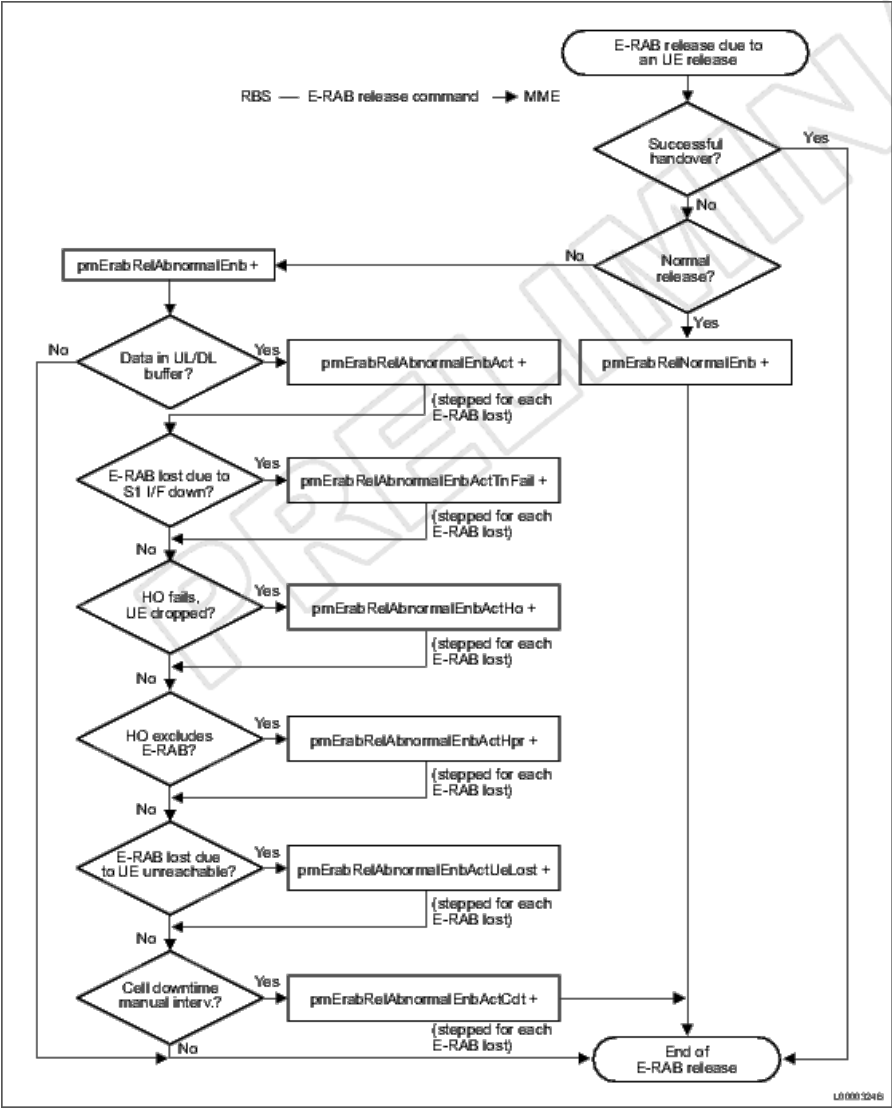 E-RAB release due to
an UE release
RBS — E-RAB release command → MME
Successful
handover?
Yes
No
Normal
release?
No
Yes
pmErabRelAbnormalEnb +
pmErabRelNormalEnb +
Data in UL/DL
buffer?
No
Yes
pmErabRelAbnormalEnbAct +
(stepped for each
E-RAB lost)
E-RAB lost due to
S1 I/F down?
Yes
pmErabRelAbnormalEnbActTnFail +
(stepped for each
E-RAB lost)
No
HO fails,
UE dropped?
Yes
pmErabRelAbnormalEnbActHo +
(stepped for each
E-RAB lost)
No
HO excludes
E-RAB?
Yes
pmErabRelAbnormalEnbActHpr +
(stepped for each
E-RAB lost)
No
E-RAB lost due
to UE unreachable?
Yes
pmErabRelAbnormalEnbActUeLost +
(stepped for each
E-RAB lost)
No
Cell downtime
manual interv.?
Yes
pmErabRelAbnormalEnbActCdt +
(stepped for each
E-RAB lost)
No
End of
E-RAB release
L0000324B
PRELIMIN